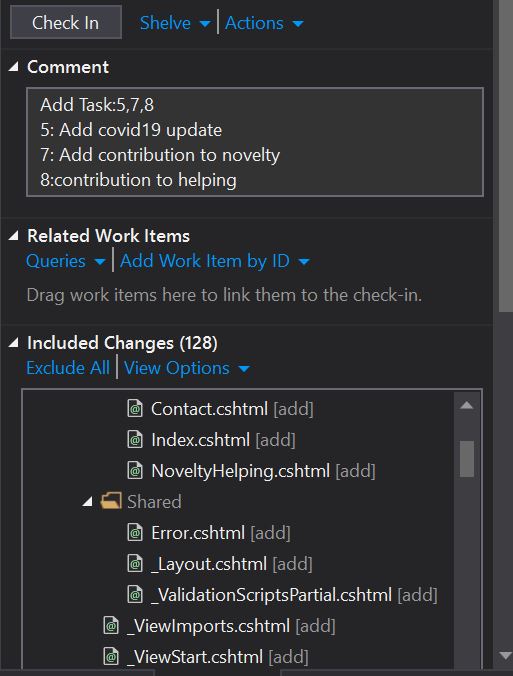 Check In Shelve Actions
Comment
Add Task:5,7,8
5: Add covid19 update
7: Add contribution to novelty
8:contribution to helping
Related Work Items
Queries Add Work Item by ID
Drag work items here to link them to the check-in.
Included Changes (128)
Exclude All View Options
Contact.cshtml [add]
Index.cshtml [add]
NoveltyHelping.cshtml [add]
Shared
Error.cshtml [add]
_Layout.cshtml [add]
_ValidationScriptsPartial.cshtml [add]
_ViewImports.cshtml [add]
_ViewStart.cshtml [add]